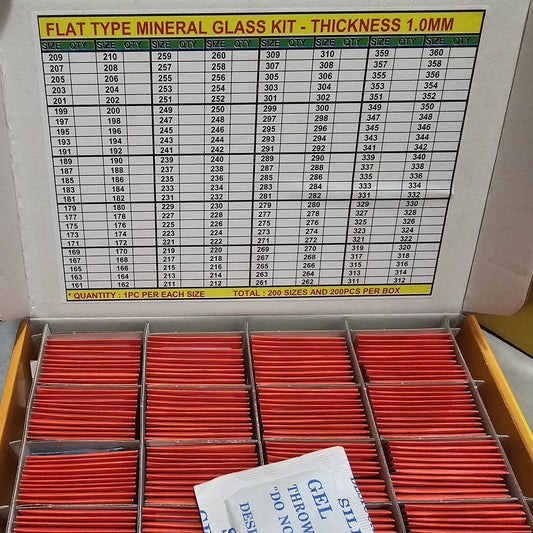 FLAT TYPE MINERAL GLASS KIT - THICKNESS 1.0MM
SIZE QTY SIZE QTY SIZE QTY SIZE QTY SIZE QTY SIZE QTY SIZE QTY SIZE QTY
209 210 259 260 309 310 359 360
207 208 257 258 307 308 357 358
205 206 255 256 305 306 355 356
203 204 253 254 303 304 353 354
201 202 251 252 301 302 351 352
199 200 249 250 299 300 349 350
197 198 247 248 297 298 347 348
195 196 245 246 295 296 345 346
193 194 243 244 293 294 343 344
191 192 241 242 291 292 341 342
189 190 239 240 289 290 339 340
187 188 237 238 287 288 337 338
185 186 235 236 285 286 335 336
183 184 233 234 283 284 333 334
181 182 231 232 281 282 331 332
179 180 229 230 279 280 329 330
177 178 227 228 277 278 327 328
175 176 225 226 275 276 325 326
173 174 223 224 273 274 323 324
171 172 221 222 271 272 321 322
169 170 219 220 269 270 319 320
167 168 217 218 267 268 317 318
165 166 215 216 265 266 315 316
163 164 213 214 263 264 313 314
161 162 211 212 261 262 311 312
* QUANTITY : 1PC PER EACH SIZE TOTAL : 200 SIZES AND 200PCS PER BOX
SILI
GEL
THROW
"DO NO
DESI